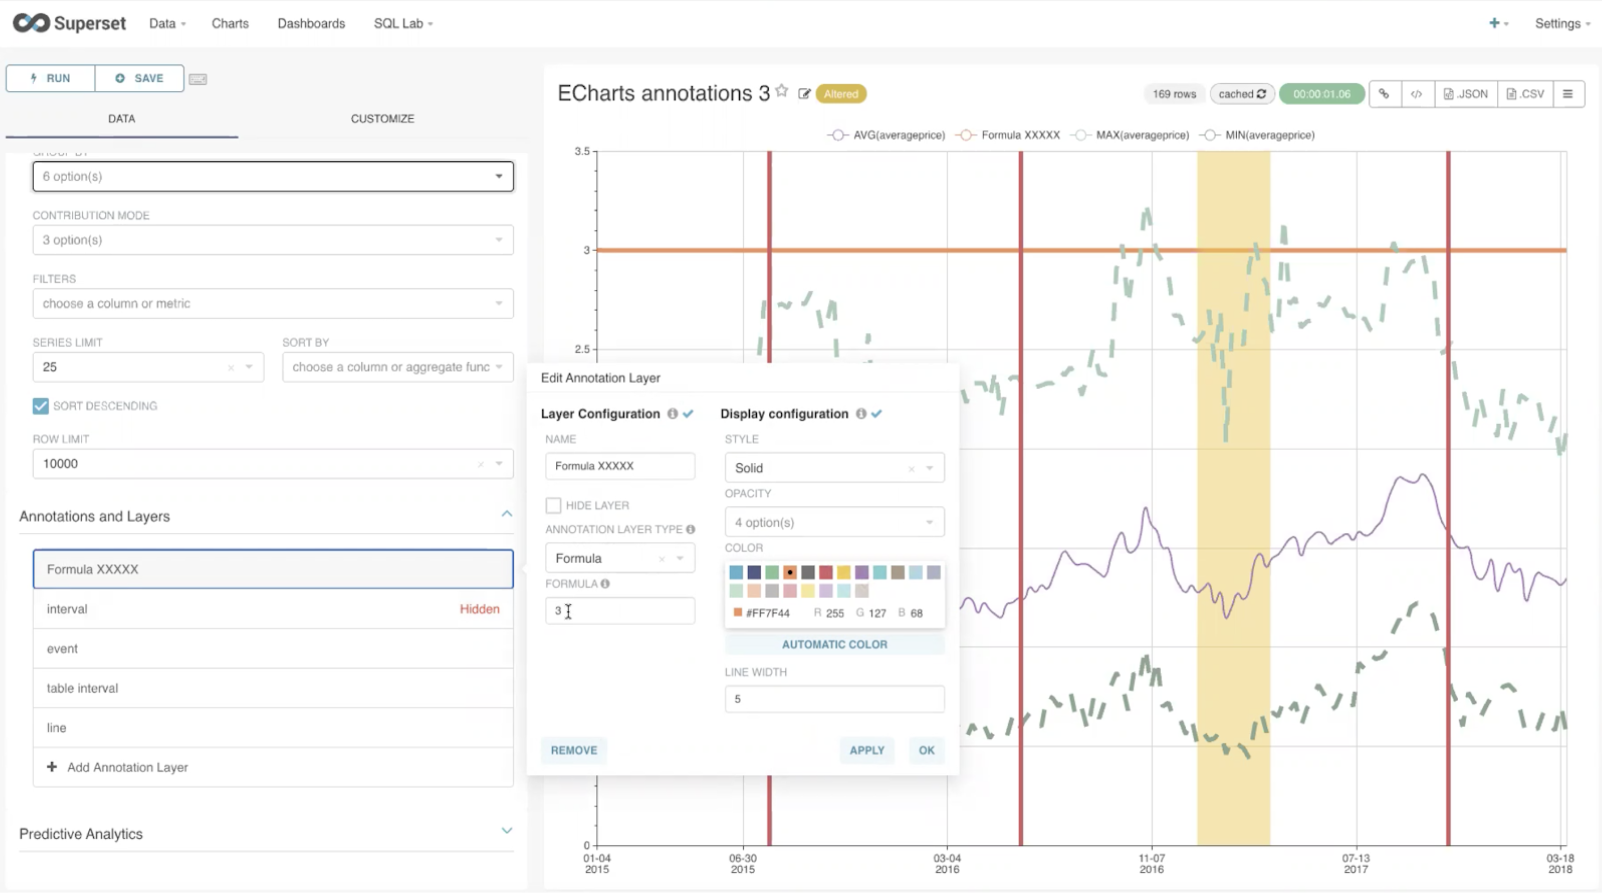 Superset
Data
Charts
Dashboards
SQL Lab
Settings
RUN
SAVE
DATA
CUSTOMIZE
GROUP BY
6 option(s)
CONTRIBUTION MODE
3 option(s)
FILTERS
choose a column or metric
SERIES LIMIT
SORT BY
25
choose a column or aggregate func
SORT DESCENDING
ROW LIMIT
10000
Annotations and Layers
Formula XXXXX
interval
Hidden
event
table interval
line
Add Annotation Layer
Predictive Analytics
ECharts annotations 3
Altered
169 rows
cached
00:00:01.06
.JSON
.CSV
AVG(averageprice)
Formula XXXXX
MAX(averageprice)
MIN(averageprice)
3.5
3
2.5
0
01-04
2015
06-30
2015
03-04
2016
11-07
2016
07-13
2017
03-18
2018
Edit Annotation Layer
Layer Configuration
Display configuration
NAME
STYLE
Formula XXXXX
Solid
HIDE LAYER
OPACITY
ANNOTATION LAYER TYPE
4 option(s)
Formula
COLOR
FORMULA
3
#FF7F44 R 255 G 127 B 68
AUTOMATIC COLOR
LINE WIDTH
5
REMOVE
APPLY
OK